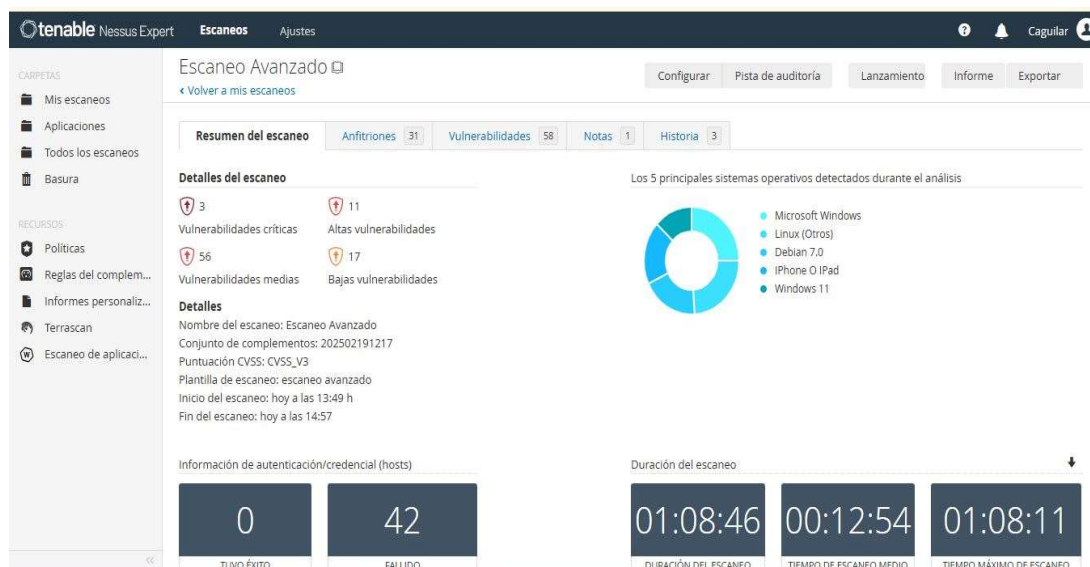 tenable Nessus Expert Escaneos Ajustes Caguilar
CARPETAS
Mis escaneos
Aplicaciones
Todos los escaneos
Basura
RECURSOS
Políticas
Reglas del complem...
Informes personaliz...
Terrascan
Escaneo de aplicaci...
Escaneo Avanzado
‹ Volver a mis escaneos
Configurar Pista de auditoría Lanzamiento Informe Exportar
Resumen del escaneo Anfitriones 31 Vulnerabilidades 58 Notas 1 Historia 3
Detalles del escaneo
3 11
Vulnerabilidades críticas Altas vulnerabilidades
56 17
Vulnerabilidades medias Bajas vulnerabilidades
Detalles
Nombre del escaneo: Escaneo Avanzado
Conjunto de complementos: 202502191217
Puntuación CVSS: CVSS_V3
Plantilla de escaneo: escaneo avanzado
Inicio del escaneo: hoy a las 13:49 h
Fin del escaneo: hoy a las 14:57
Los 5 principales sistemas operativos detectados durante el análisis
Microsoft Windows
Linux (Otros)
Debian 7,0
IPhone O IPad
Windows 11
Información de autenticación/credencial (hosts)
0 42
TUVO ÉXITO FALLIDO
Duración del escaneo
01:08:46 00:12:54 01:08:11
DURACIÓN DEL ESCANEO TIEMPO DE ESCANEO MEDIO TIEMPO MÁXIMO DE ESCANEO